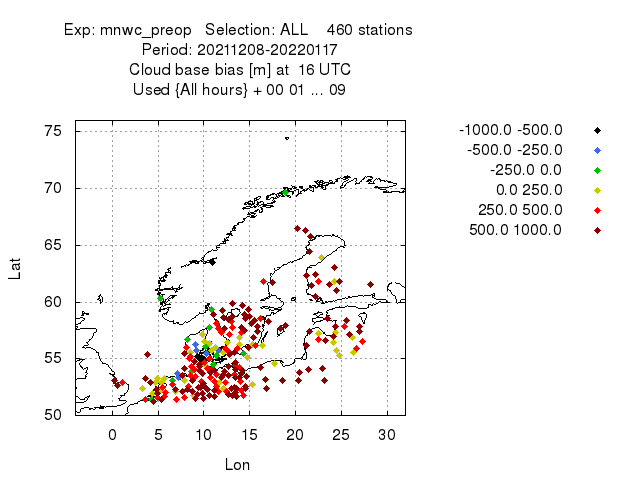 Exp: mnwc_preop   Selection: ALL    460 stations
Period: 20211208-20220117
Cloud base bias [m] at  16 UTC
Used {All hours} + 00 01 ... 09
-1000.0 -500.0
-500.0 -250.0
-250.0 0.0
0.0 250.0
250.0 500.0
500.0 1000.0
75
70
65
60
55
50
Lat
0 5 10 15 20 25 30
Lon